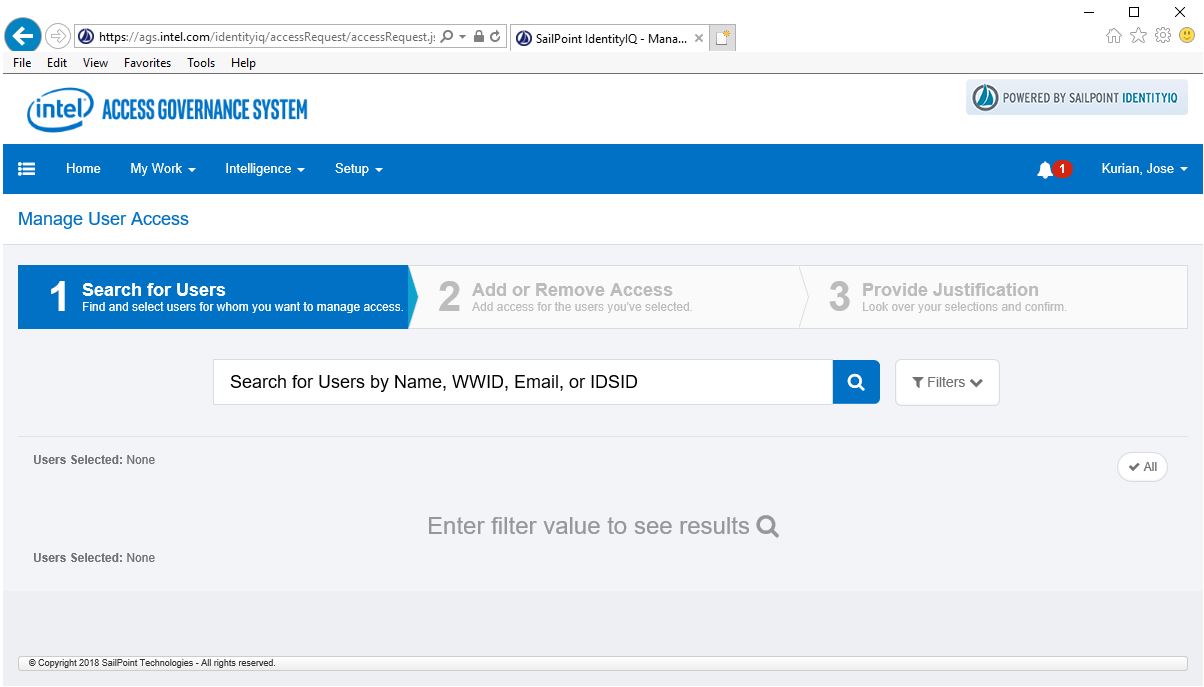 https://ags.intel.com/identityiq/accessRequest/accessRequest.j
SailPoint IdentityIQ - Mana...
File Edit View Favorites Tools Help
intel ACCESS GOVERNANCE SYSTEM
POWERED BY SAILPOINT IDENTITYIQ
Home My Work Intelligence Setup 1 Kurian, Jose
Manage User Access
1 Search for Users
Find and select users for whom you want to manage access.
2 Add or Remove Access
Add access for the users you've selected.
3 Provide Justification
Look over your selections and confirm.
Search for Users by Name, WWID, Email, or IDSID
Filters
Users Selected: None
All
Enter filter value to see results
Users Selected: None
© Copyright 2018 SailPoint Technologies - All rights reserved.